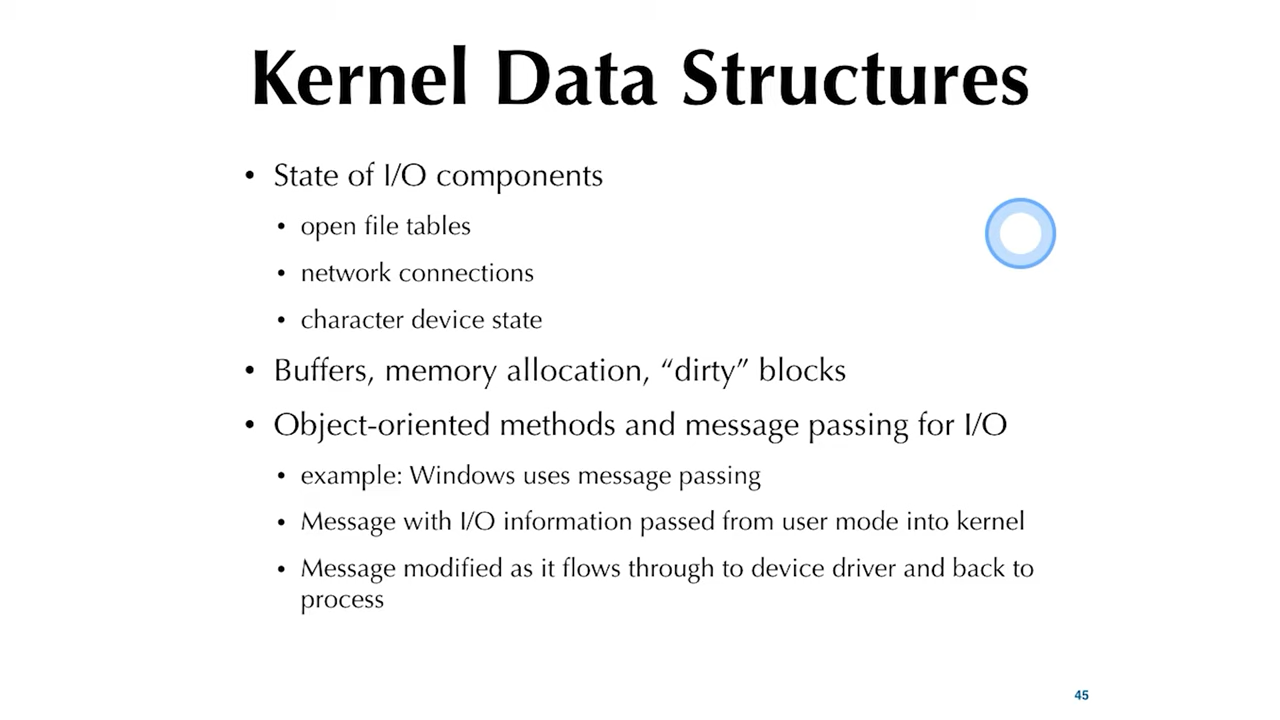 Kernel Data Structures
• State of I/O components
• open file tables
• network connections
• character device state
• Buffers, memory allocation, “dirty” blocks
• Object-oriented methods and message passing for I/O
• example: Windows uses message passing
• Message with I/O information passed from user mode into kernel
• Message modified as it flows through to device driver and back to
process
45